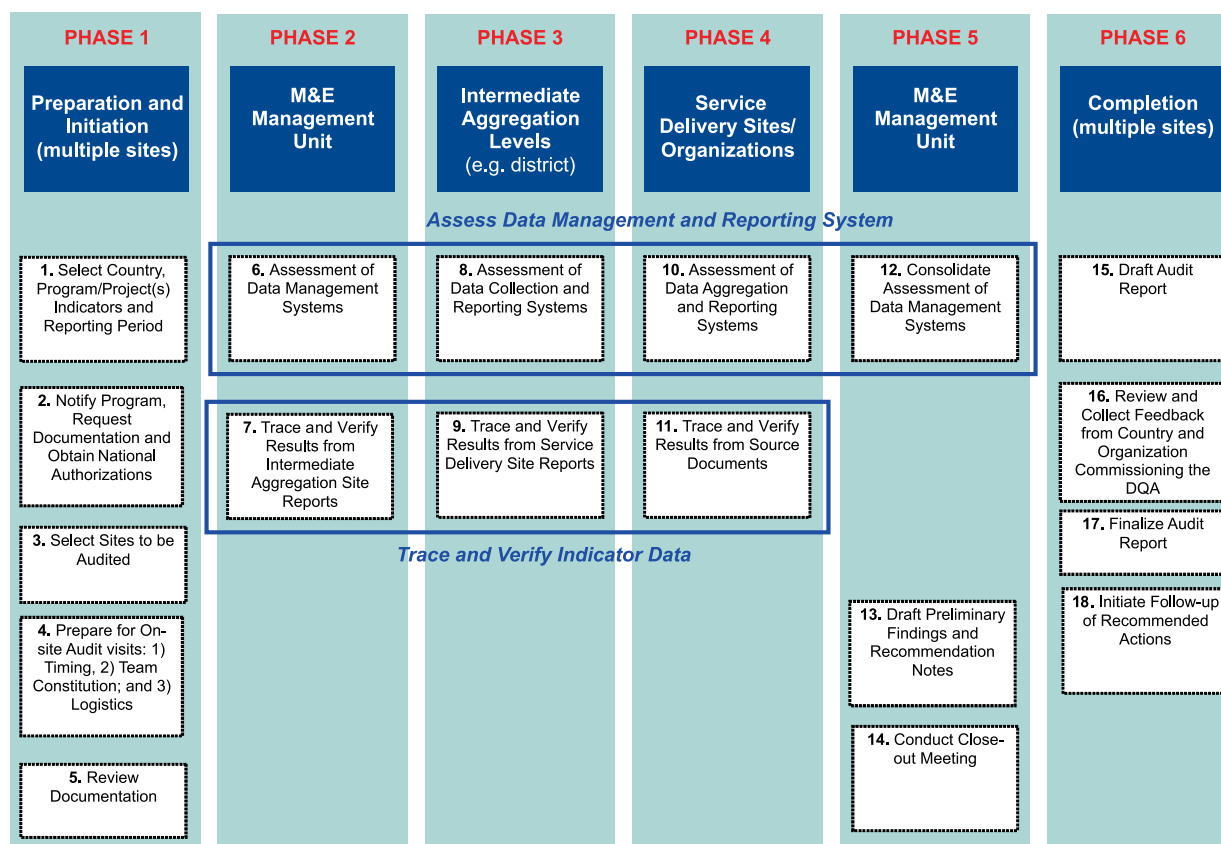 PHASE 1
Preparation and
Initiation
(multiple sites)
1. Select Country,
Program/Project(s)
Indicators and
Reporting Period
2. Notify Program,
Request
Documentation and
Obtain National
Authorizations
3. Select Sites to be
Audited
4. Prepare for On-
site Audit visits: 1)
Timing, 2) Team
Constitution; and 3)
Logistics
5. Review
Documentation
PHASE 2
M&E
Management
Unit
Assess Data Management and Reporting System
6. Assessment of
Data Management
Systems
7. Trace and Verify
Results from
Intermediate
Aggregation Site
Reports
Trace and Verify Indicator Data
PHASE 3
Intermediate
Aggregation
Levels
(e.g. district)
8. Assessment of
Data Collection and
Reporting Systems
9. Trace and Verify
Results from Service
Delivery Site Reports
PHASE 4
Service
Delivery Sites/
Organizations
10. Assessment of
Data Aggregation
and Reporting
Systems
11. Trace and Verify
Results from Source
Documents
PHASE 5
M&E
Management
Unit
12. Consolidate
Assessment of
Data Management
Systems
13. Draft Preliminary
Findings and
Recommendation
Notes
14. Conduct Close-
out Meeting
PHASE 6
Completion
(multiple sites)
15. Draft Audit
Report
16. Review and
Collect Feedback
from Country and
Organization
Commissioning the
DQA
17. Finalize Audit
Report
18. Initiate Follow-up
of Recommended
Actions